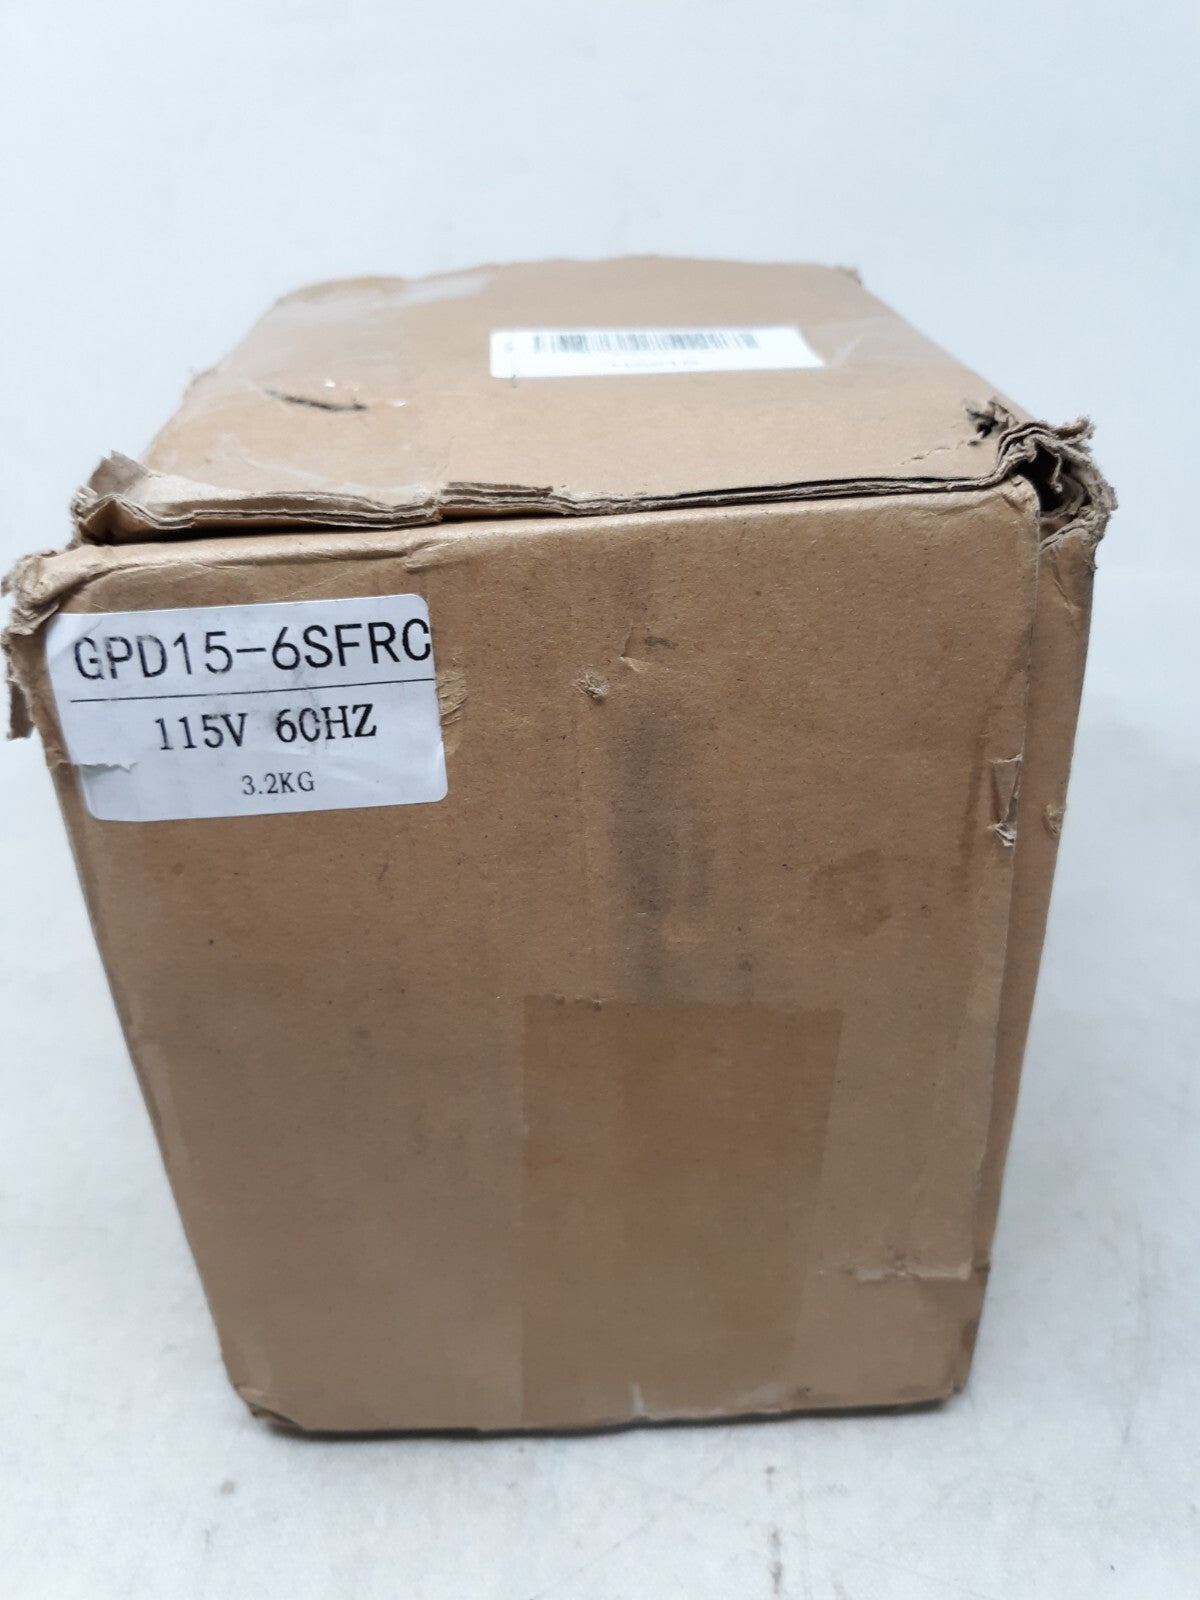 GPD15-6SFRC
115V 60HZ
3.2KG